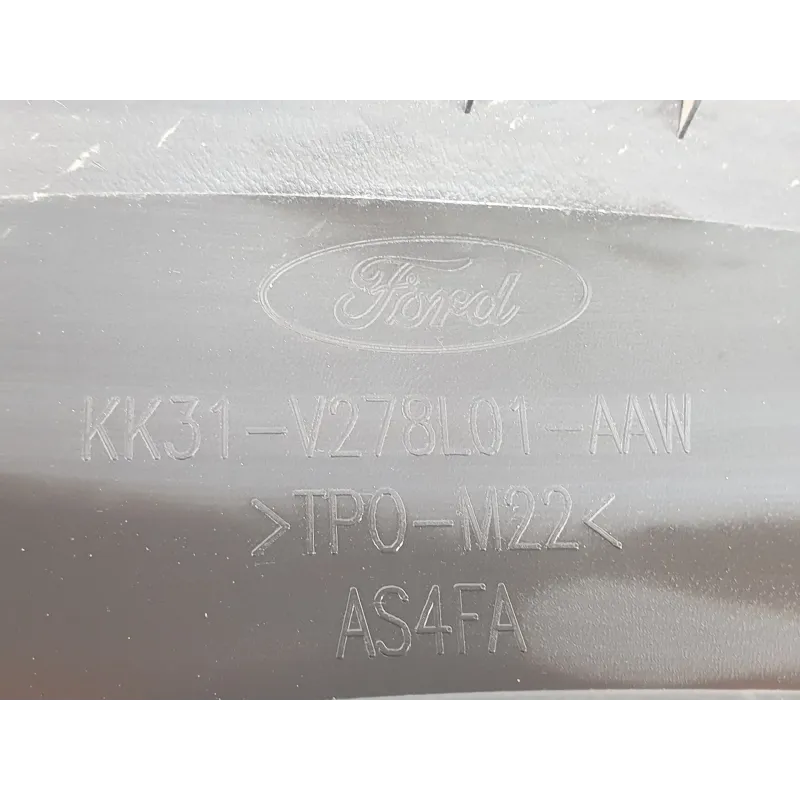 Ford
KK31-V278L01-AAW
>TPO-M22<
AS4FA